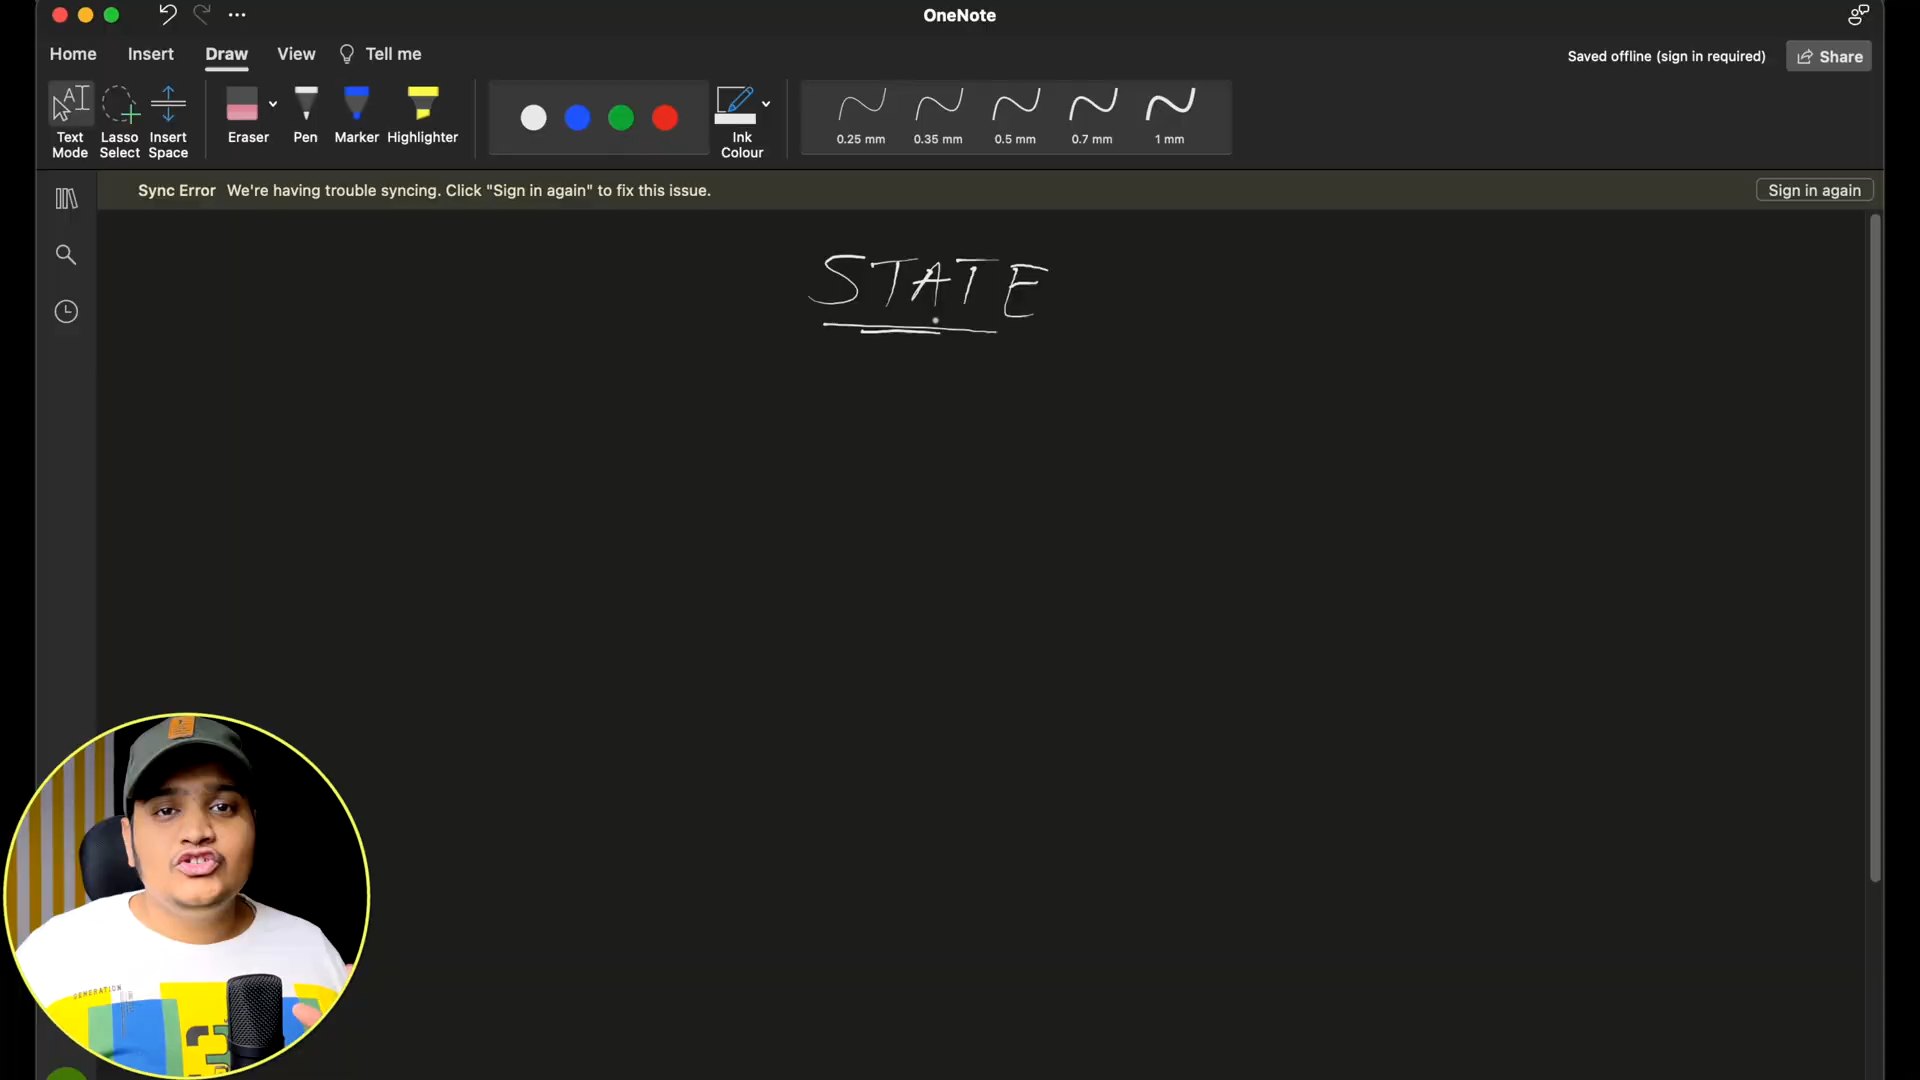 OneNote
Home Insert Draw View Tell me
Saved offline (sign in required) Share
Text Mode
Lasso Select
Insert Space
Eraser
Pen
Marker
Highlighter
Ink Colour
0.25 mm 0.35 mm 0.5 mm 0.7 mm 1 mm
Sync Error We're having trouble syncing. Click "Sign in again" to fix this issue. Sign in again
STATE
GENERATION